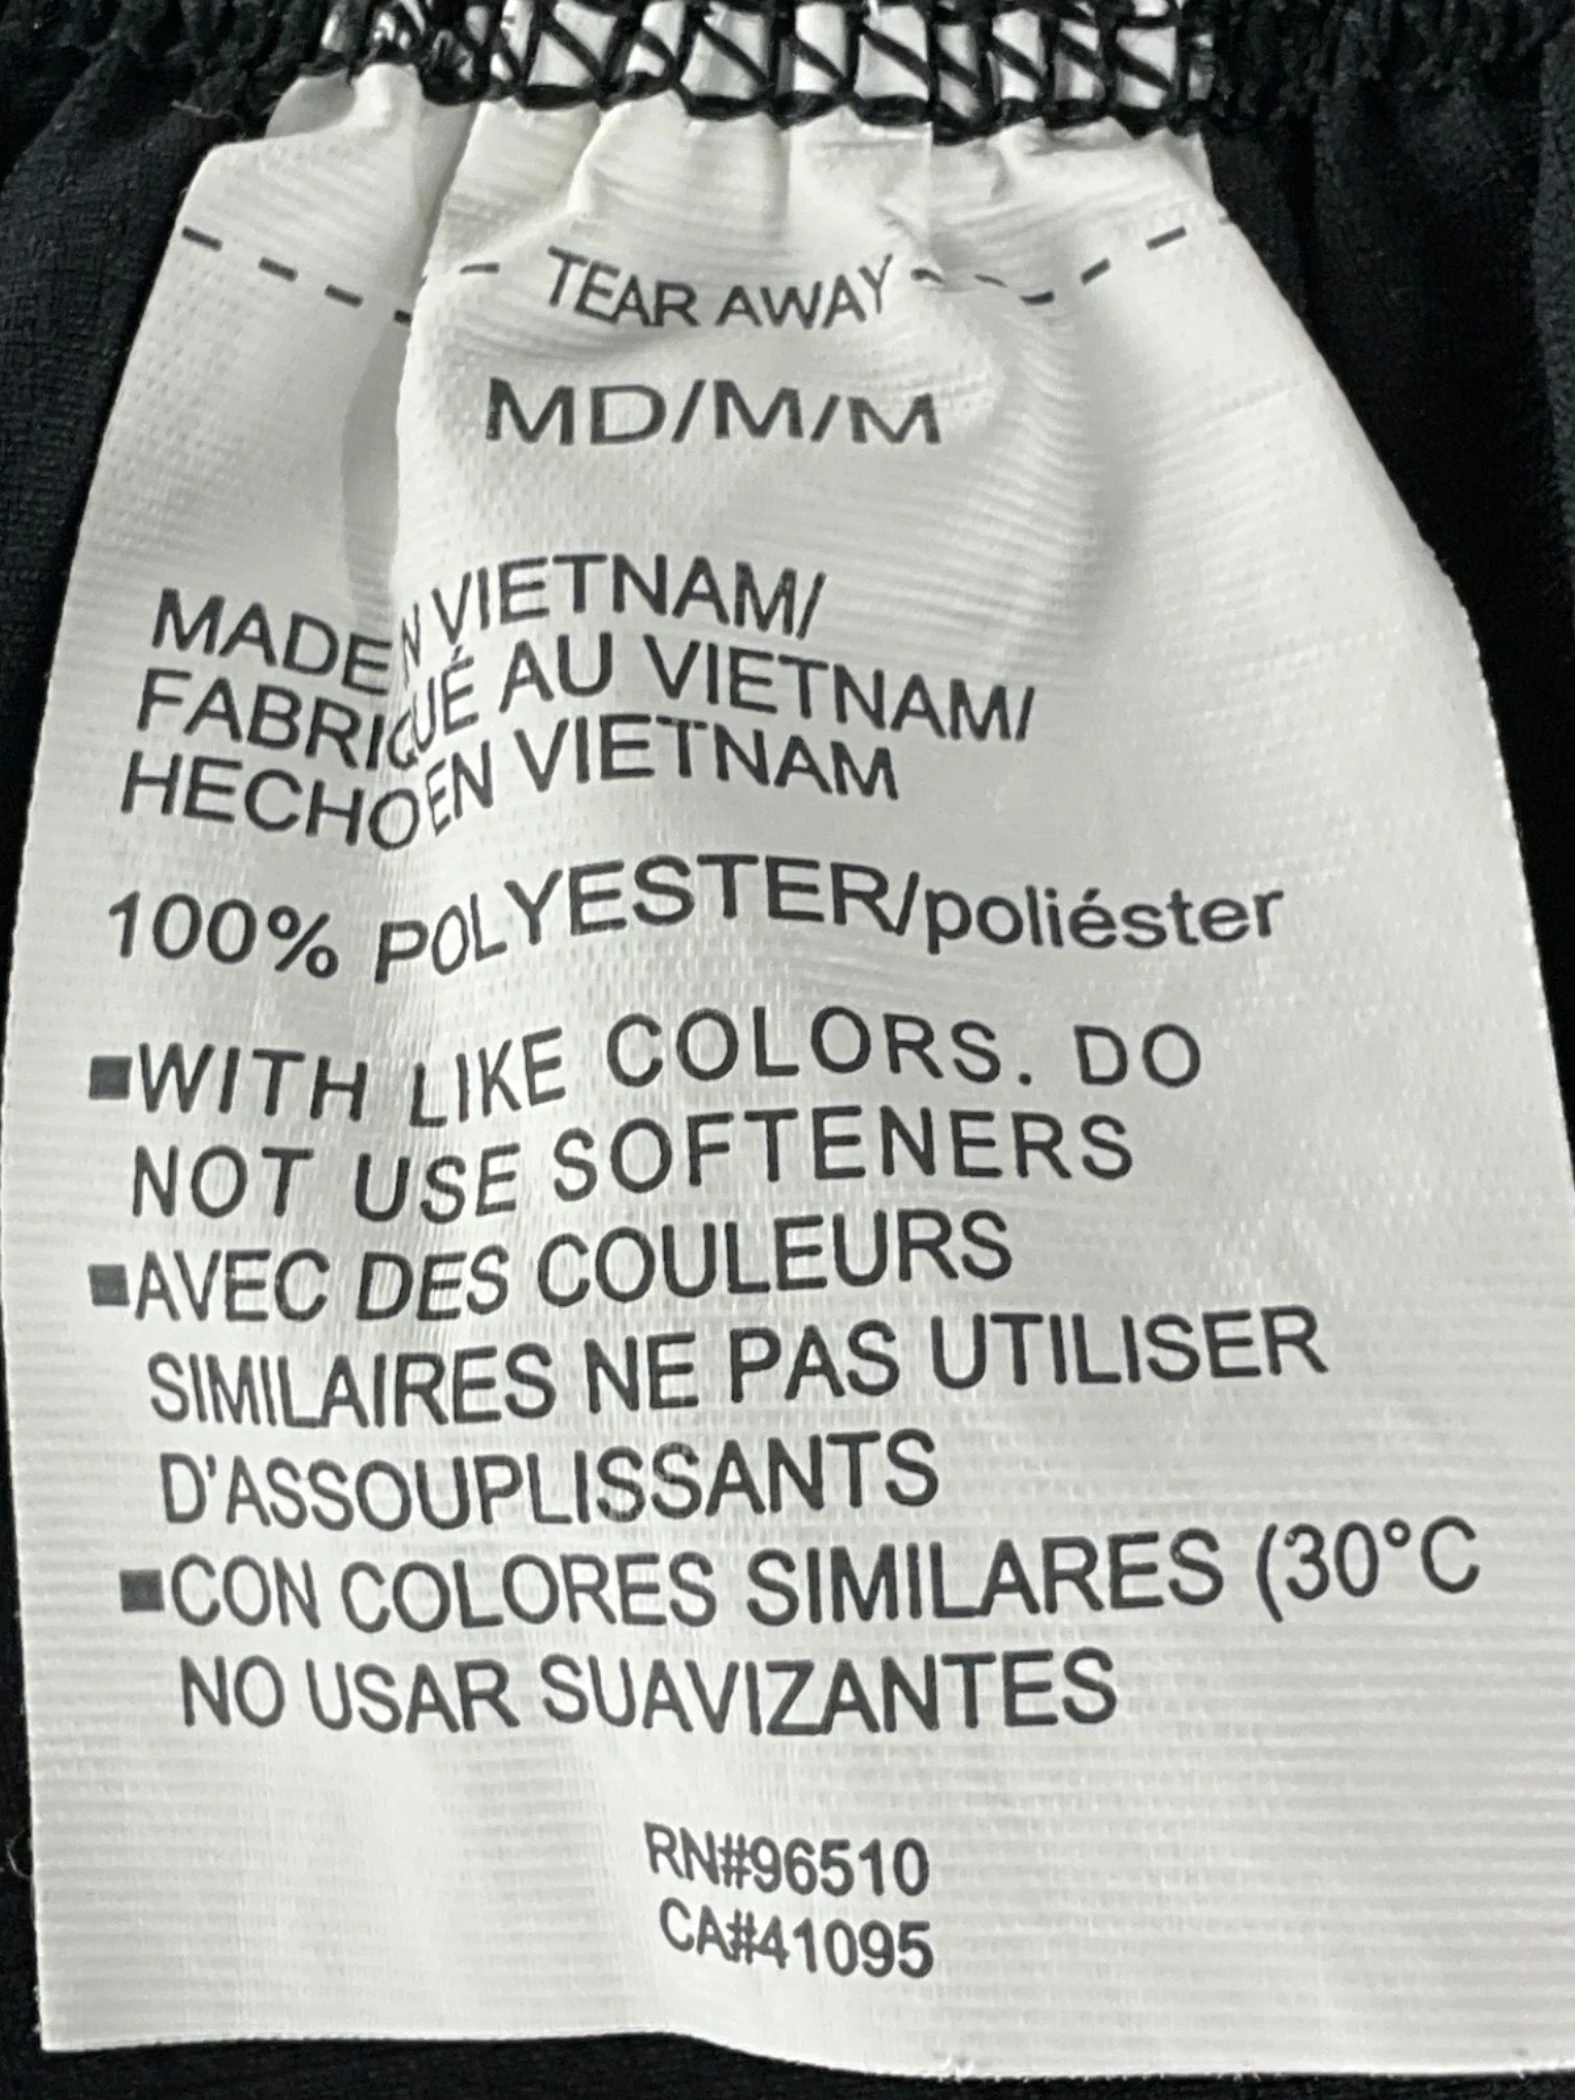 TEAR AWAY
MD/M/M
MADE IN VIETNAM/
FABRIQUÉ AU VIETNAM/
HECHO EN VIETNAM
100% POLYESTER/poliéster
■WITH LIKE COLORS. DO
NOT USE SOFTENERS
■AVEC DES COULEURS
SIMILAIRES NE PAS UTILISER
D'ASSOUPLISSANTS
■CON COLORES SIMILARES (30°C
NO USAR SUAVIZANTES
RN#96510
CA#41095